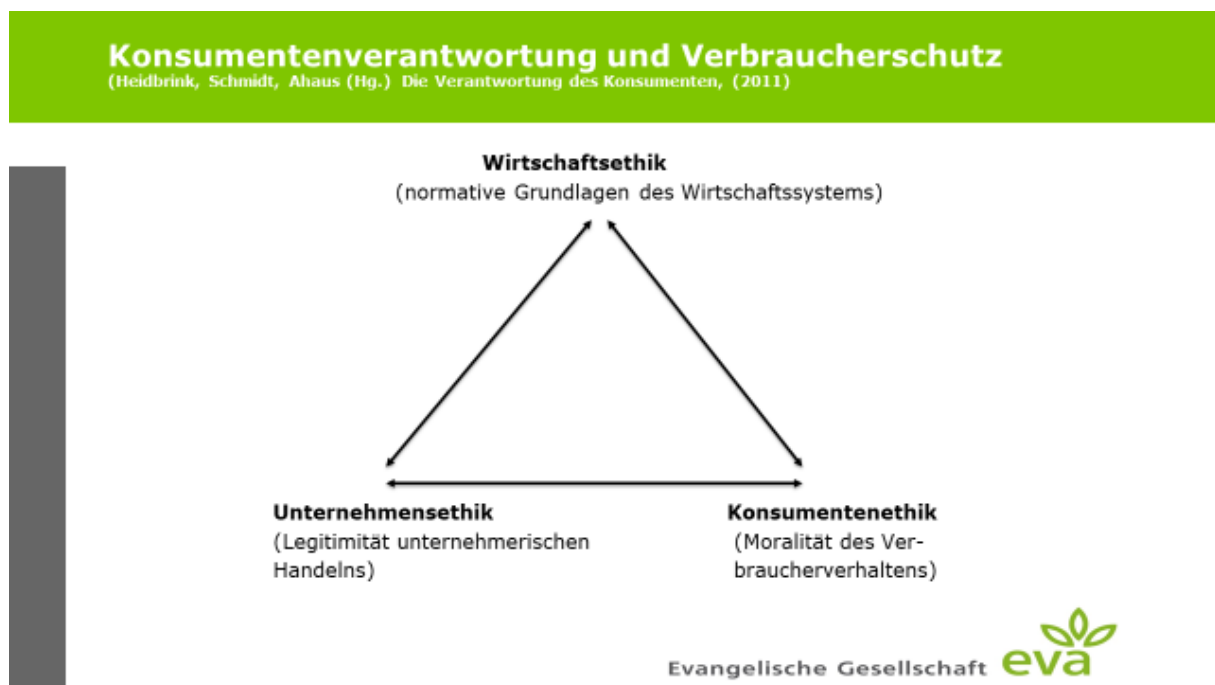 Konsumentenverantwortung und Verbraucherschutz
(Heidbrink, Schmidt, Ahaus (Hg.) Die Verantwortung des Konsumenten, (2011)
Wirtschaftsethik
(normative Grundlagen des Wirtschaftssystems)
Unternehmensethik
(Legitimität unternehmerischen
Handelns)
Konsumentenethik
(Moralität des Ver-
braucherverhaltens)
Evangelische Gesellschaft eva